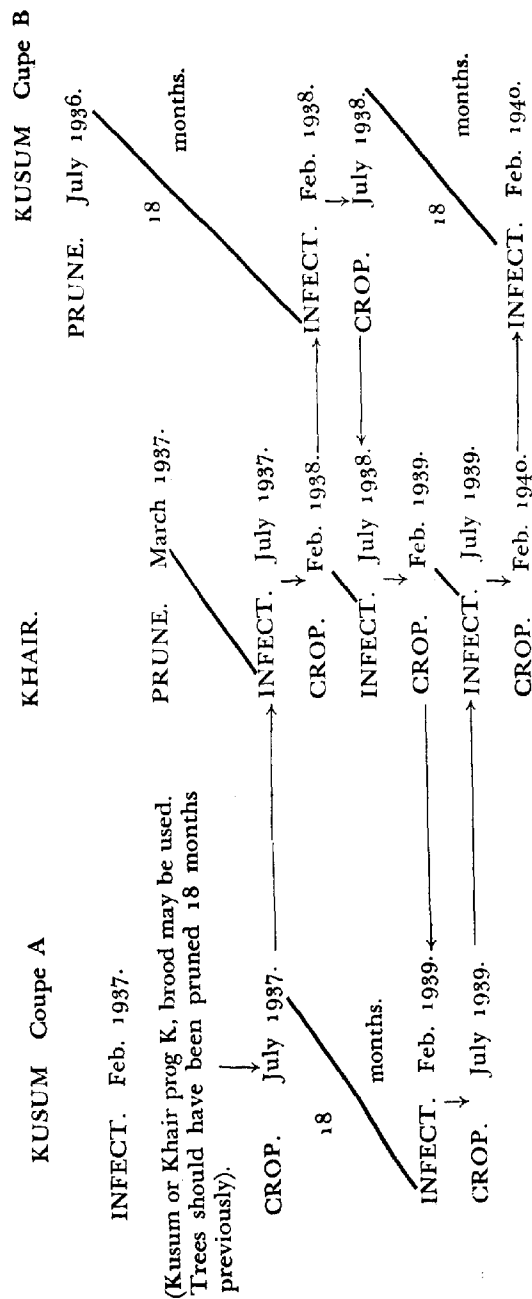 KUSUM Coupe A
INFECT. Feb. 1937.
(Kusum or Khair prog K, brood may be used.
Trees should have been pruned 18 months
previously).
CROP. July 1937.
18 months.
INFECT. Feb. 1939.
CROP. July 1939.
KHAIR.
PRUNE. March 1937.
INFECT. July 1937.
CROP. Feb. 1938.
INFECT. July 1938.
CROP. Feb. 1939.
INFECT. July 1939.
CROP. Feb. 1940.
KUSUM Cupe B
PRUNE. July 1936.
18 months.
INFECT. Feb. 1938.
CROP. July 1938.
18 months.
INFECT. Feb. 1940.